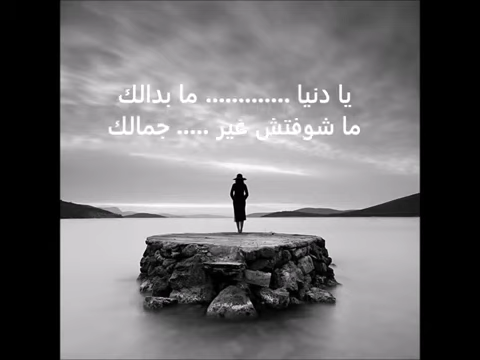 يا دنيا ............. ما بدالك
ما شوفتش غير ..... جمالك